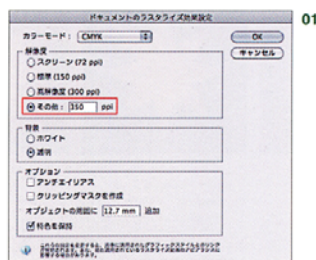 ドキュメントのラスタライズ効果設定
01
カラーモード： CMYK
OK
キャンセル
解像度
スクリーン (72 ppi)
標準 (150 ppi)
高解像度 (300 ppi)
その他： 350 ppi
背景
ホワイト
透明
オプション
アンチエイリアス
クリッピングマスクを作成
オブジェクトの周囲に 12.7 mm 追加
特色を保持